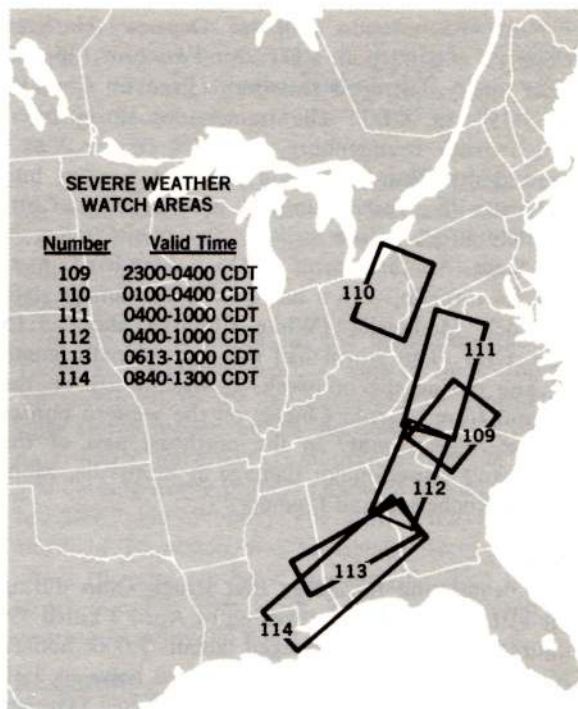 SEVERE WEATHER
WATCH AREAS
Number Valid Time
109 2300-0400 CDT
110 0100-0400 CDT
111 0400-1000 CDT
112 0400-1000 CDT
113 0613-1000 CDT
114 0840-1300 CDT
110
111
109
112
113
114